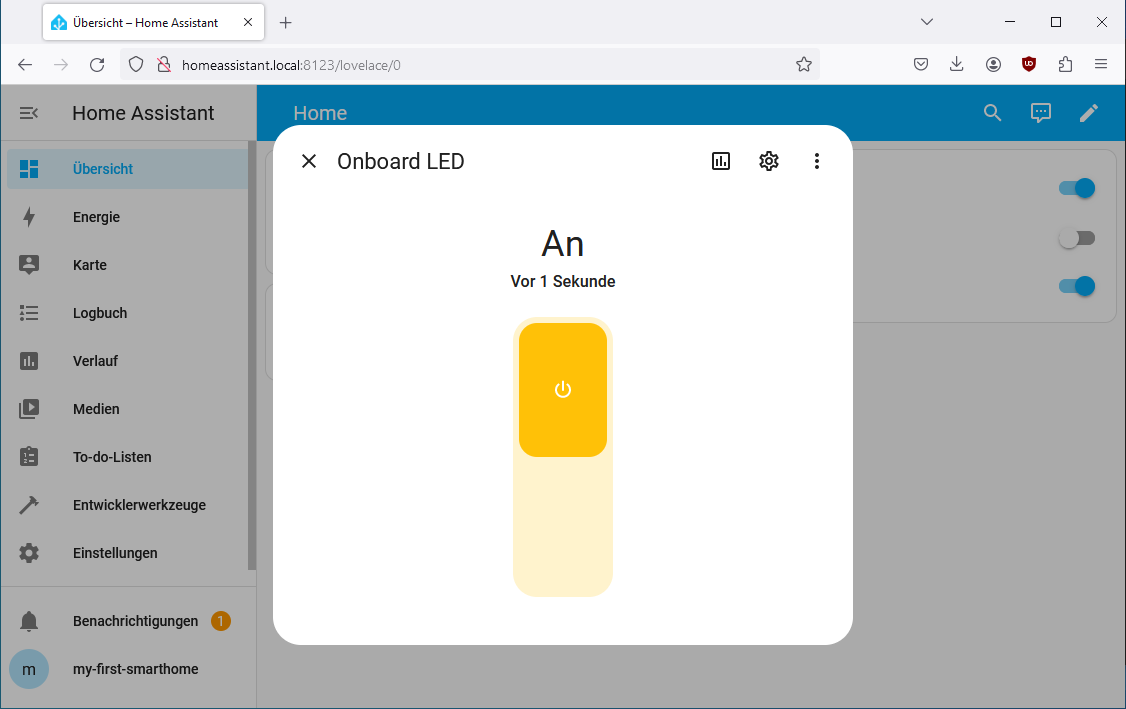 Übersicht – Home Assistant
homeassistant.local:8123/lovelace/0
Home Assistant
Home
Übersicht
Energie
Karte
Logbuch
Verlauf
Medien
To-do-Listen
Entwicklerwerkzeuge
Einstellungen
Benachrichtigungen 1
m my-first-smarthome
Onboard LED
An
Vor 1 Sekunde